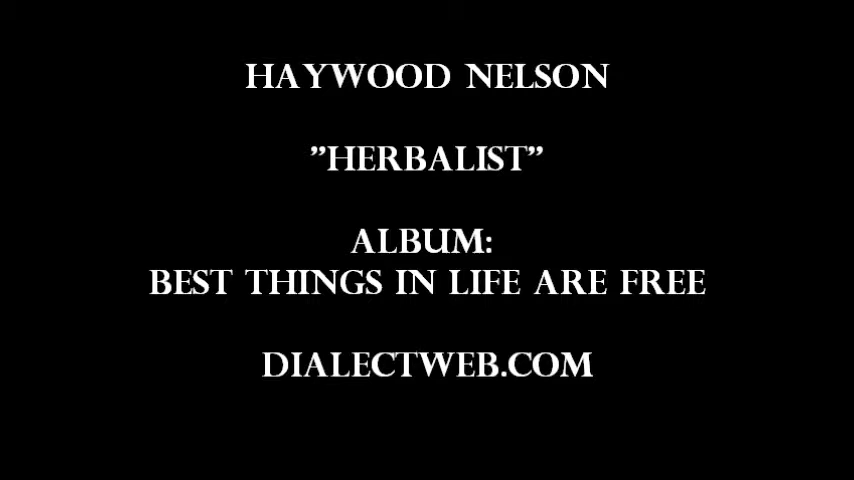 HAYWOOD NELSON
"HERBALIST"
ALBUM:
BEST THINGS IN LIFE ARE FREE
DIALECTWEB.COM